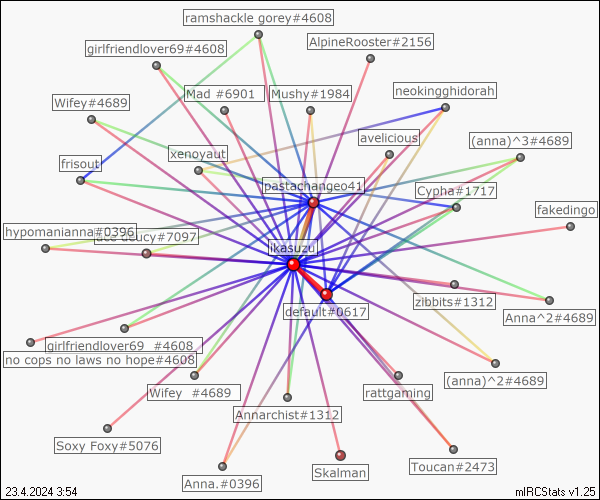 ramshackle gorey#4608
AlpineRooster#2156
girlfriendlover69#4608
Mad #6901
Mushy#1984
neokingghidorah
Wifey#4689
avelicious
(anna)^3#4689
xenoyaut
frisout
pastachangeo41
Cypha#1717
fakedingo
hypomanianna#0396
#7097
ikasuzu
zibbits#1312
default#0617
Anna^2#4689
girlfriendlover69 #4608
no cops no laws no hope#4608
(anna)^2#4689
Wifey #4689
rattgaming
Annarchist#1312
Soxy Foxy#5076
Skalman
Toucan#2473
Anna.#0396
23.4.2024 3:54
mIRCStats v1.25